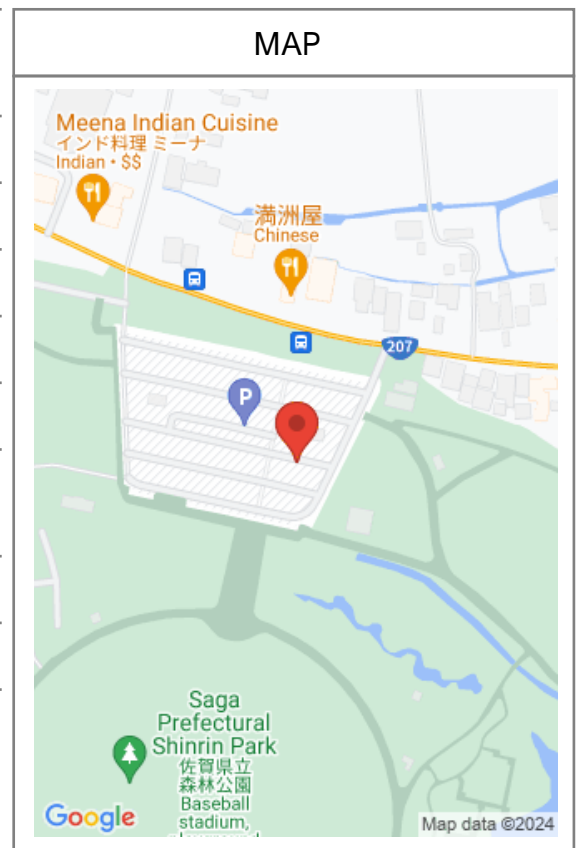 MAP
Meena Indian Cuisine
インド料理 ミーナ
Indian • $$
満洲屋
Chinese
207
P
Saga
Prefectural
Shinrin Park
佐賀県立
森林公園
Baseball
stadium,
Google
Map data ©2024